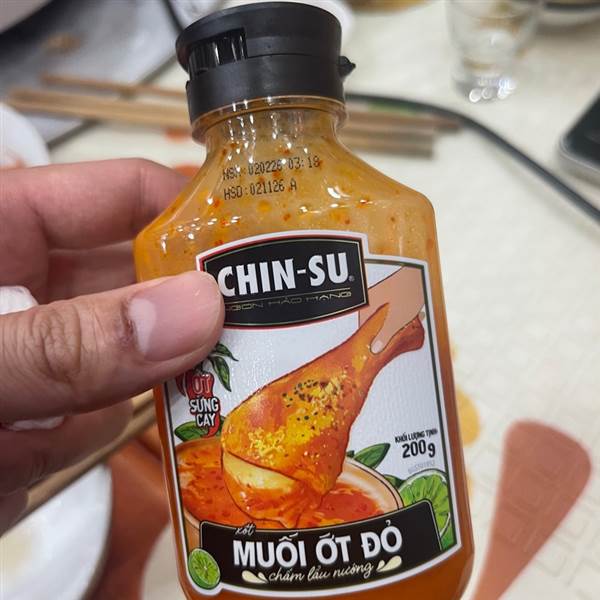 NSX 020226 03:18
HSD:021126 A
CHIN-SU®
NGON HẢO HẠNG
ỚT
SỪNG
CAY
KHỐI LƯỢNG TỊNH:
200g
xốt
MUỐI ỚT ĐỎ
chấm lẩu nướng